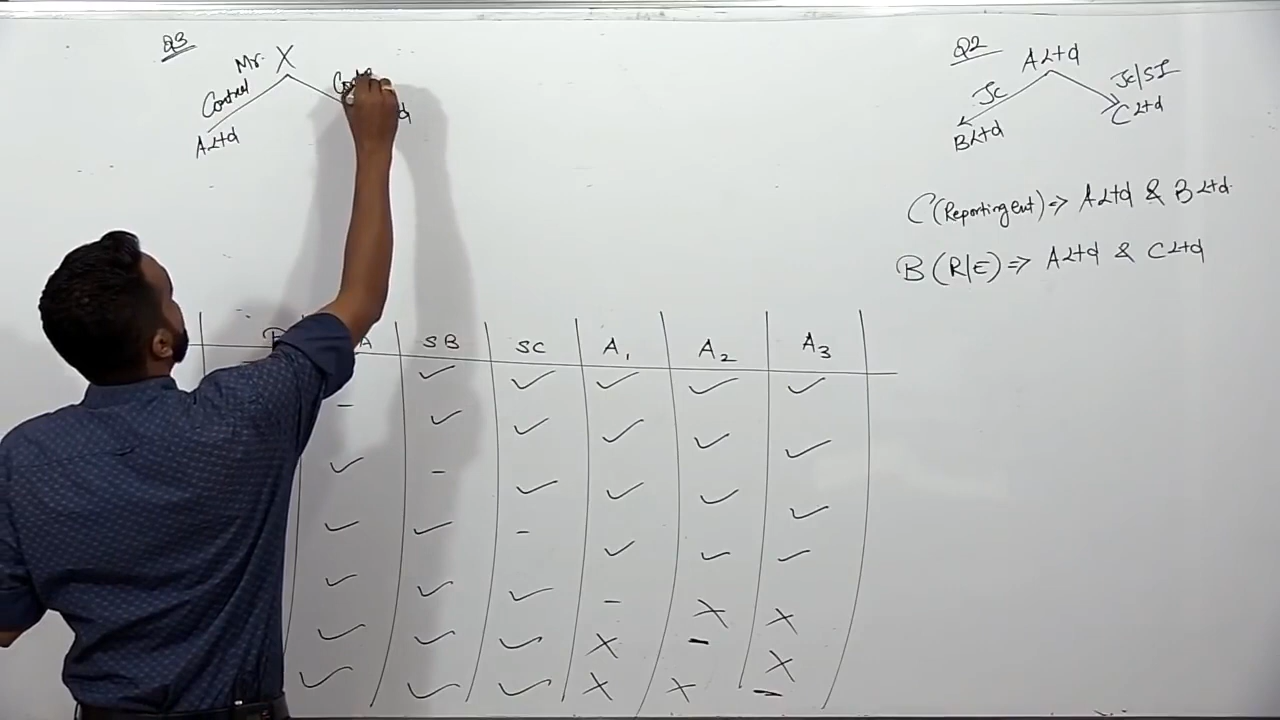 Q3
Mr. X
Control
A Ltd
Q2
A Ltd
Jc
Jc/SI
B Ltd
C Ltd
C (Reporting ent) => A Ltd & B Ltd.
B (R/E) => A Ltd & C Ltd
SB SC A1 A2 A3
✓ ✓ ✓ ✓ ✓
- ✓ ✓ ✓ ✓ ✓
✓ - ✓ ✓ ✓ ✓
✓ ✓ - ✓ ✓ ✓
✓ ✓ ✓ - X X
✓ ✓ ✓ X - X
✓ ✓ ✓ X X -